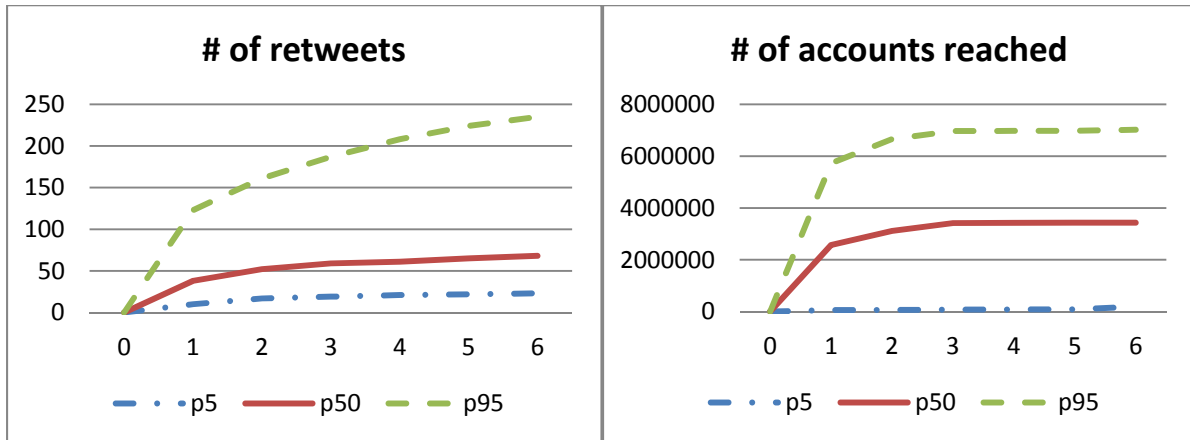 # of retweets
250
200
150
100
50
0
0 1 2 3 4 5 6
p5 p50 p95
# of accounts reached
8000000
6000000
4000000
2000000
0
0 1 2 3 4 5 6
p5 p50 p95